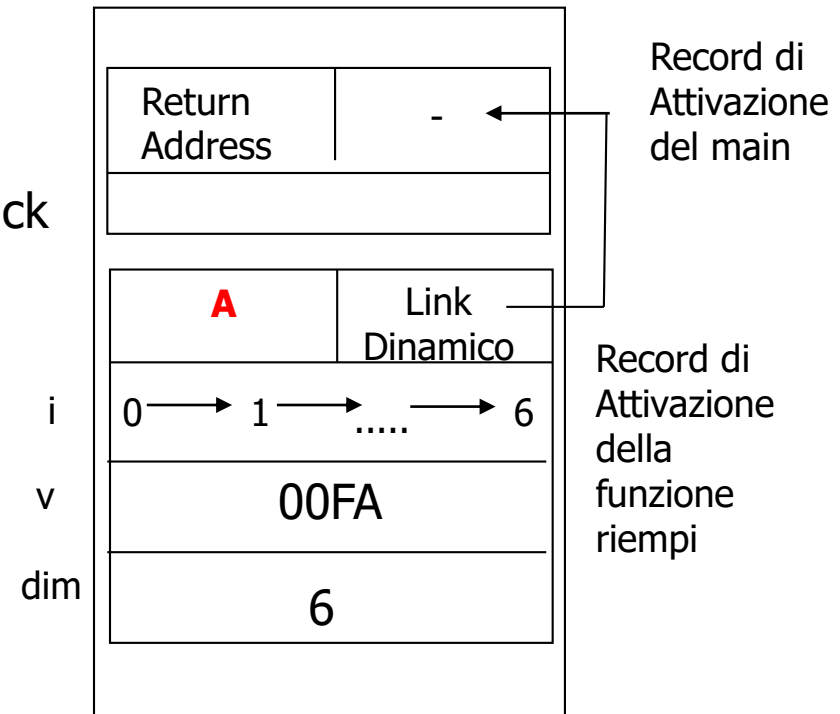 Record di
Attivazione
del main
Return
Address
-
ck
A
Link
Dinamico
Record di
Attivazione
della
funzione
riempi
i
0
1
.....
6
v
00FA
dim
6